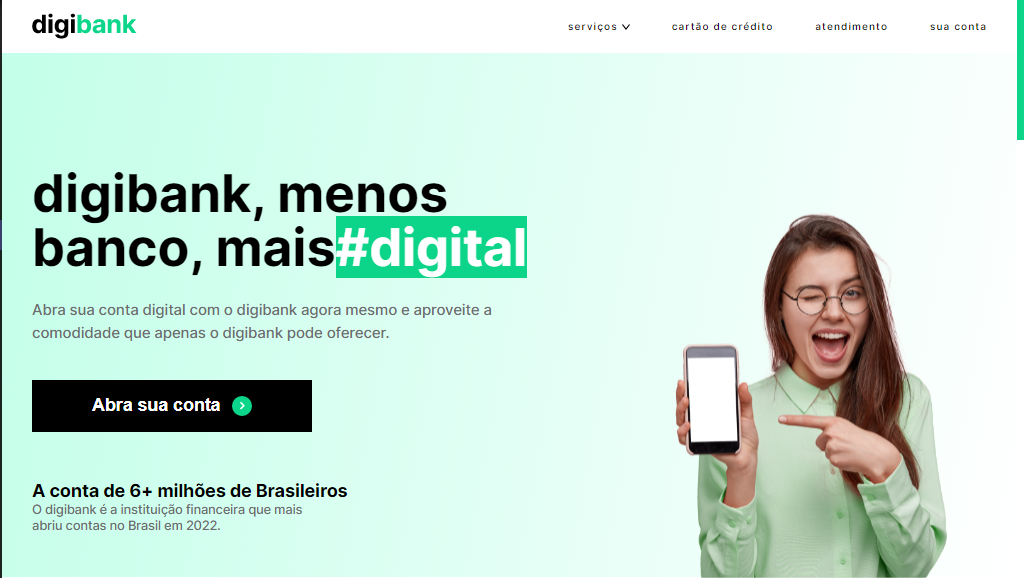 digibank
serviços
cartão de crédito
atendimento
sua conta
digibank, menos
banco, mais#digital
Abra sua conta digital com o digibank agora mesmo e aproveite a
comodidade que apenas o digibank pode oferecer.
Abra sua conta
A conta de 6+ milhões de Brasileiros
O digibank é a instituição financeira que mais
abriu contas no Brasil em 2022.